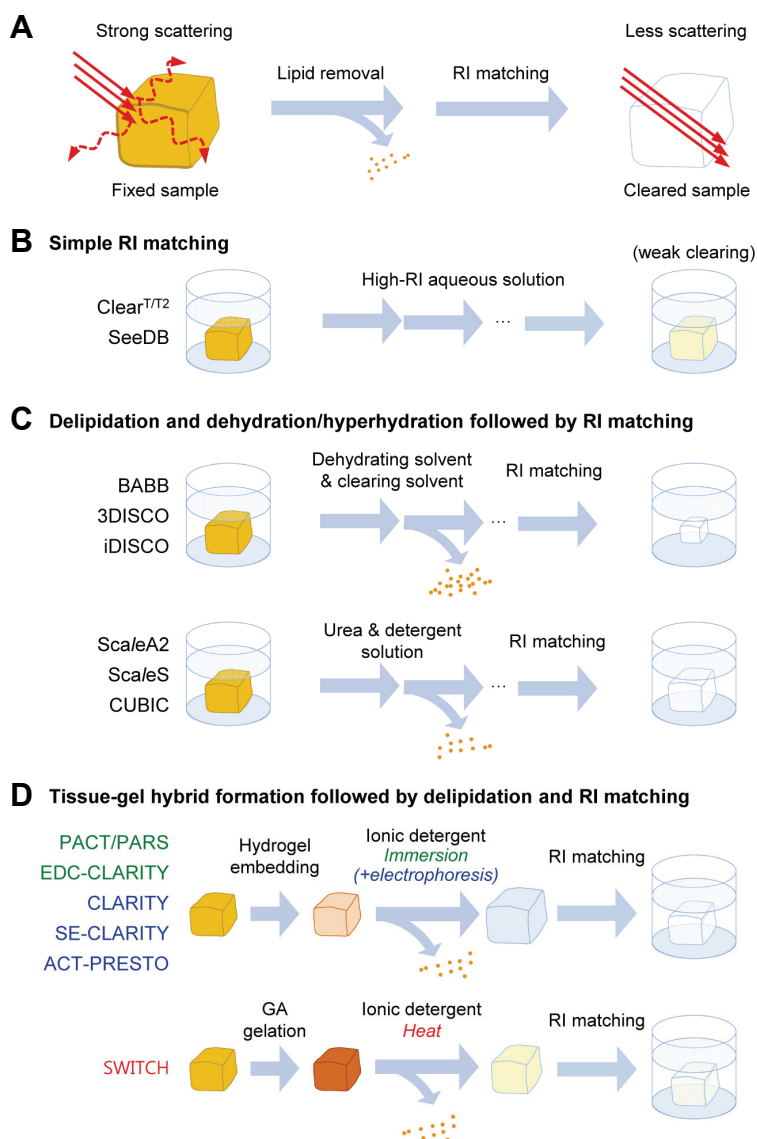 A
Strong scattering
Lipid removal
RI matching
Less scattering
Fixed sample
Cleared sample
B Simple RI matching
(weak clearing)
High-RI aqueous solution
Clear^T/T2
SeeDB
...
C Delipidation and dehydration/hyperhydration followed by RI matching
Dehydrating solvent
& clearing solvent
RI matching
BABB
3DISCO
iDISCO
...
Urea & detergent
solution
RI matching
ScaleA2
ScaleS
CUBIC
...
D Tissue-gel hybrid formation followed by delipidation and RI matching
PACT/PARS
EDC-CLARITY
CLARITY
SE-CLARITY
ACT-PRESTO
Hydrogel
embedding
Ionic detergent
Immersion
(+electrophoresis)
RI matching
SWITCH
GA
gelation
Ionic detergent
Heat
RI matching